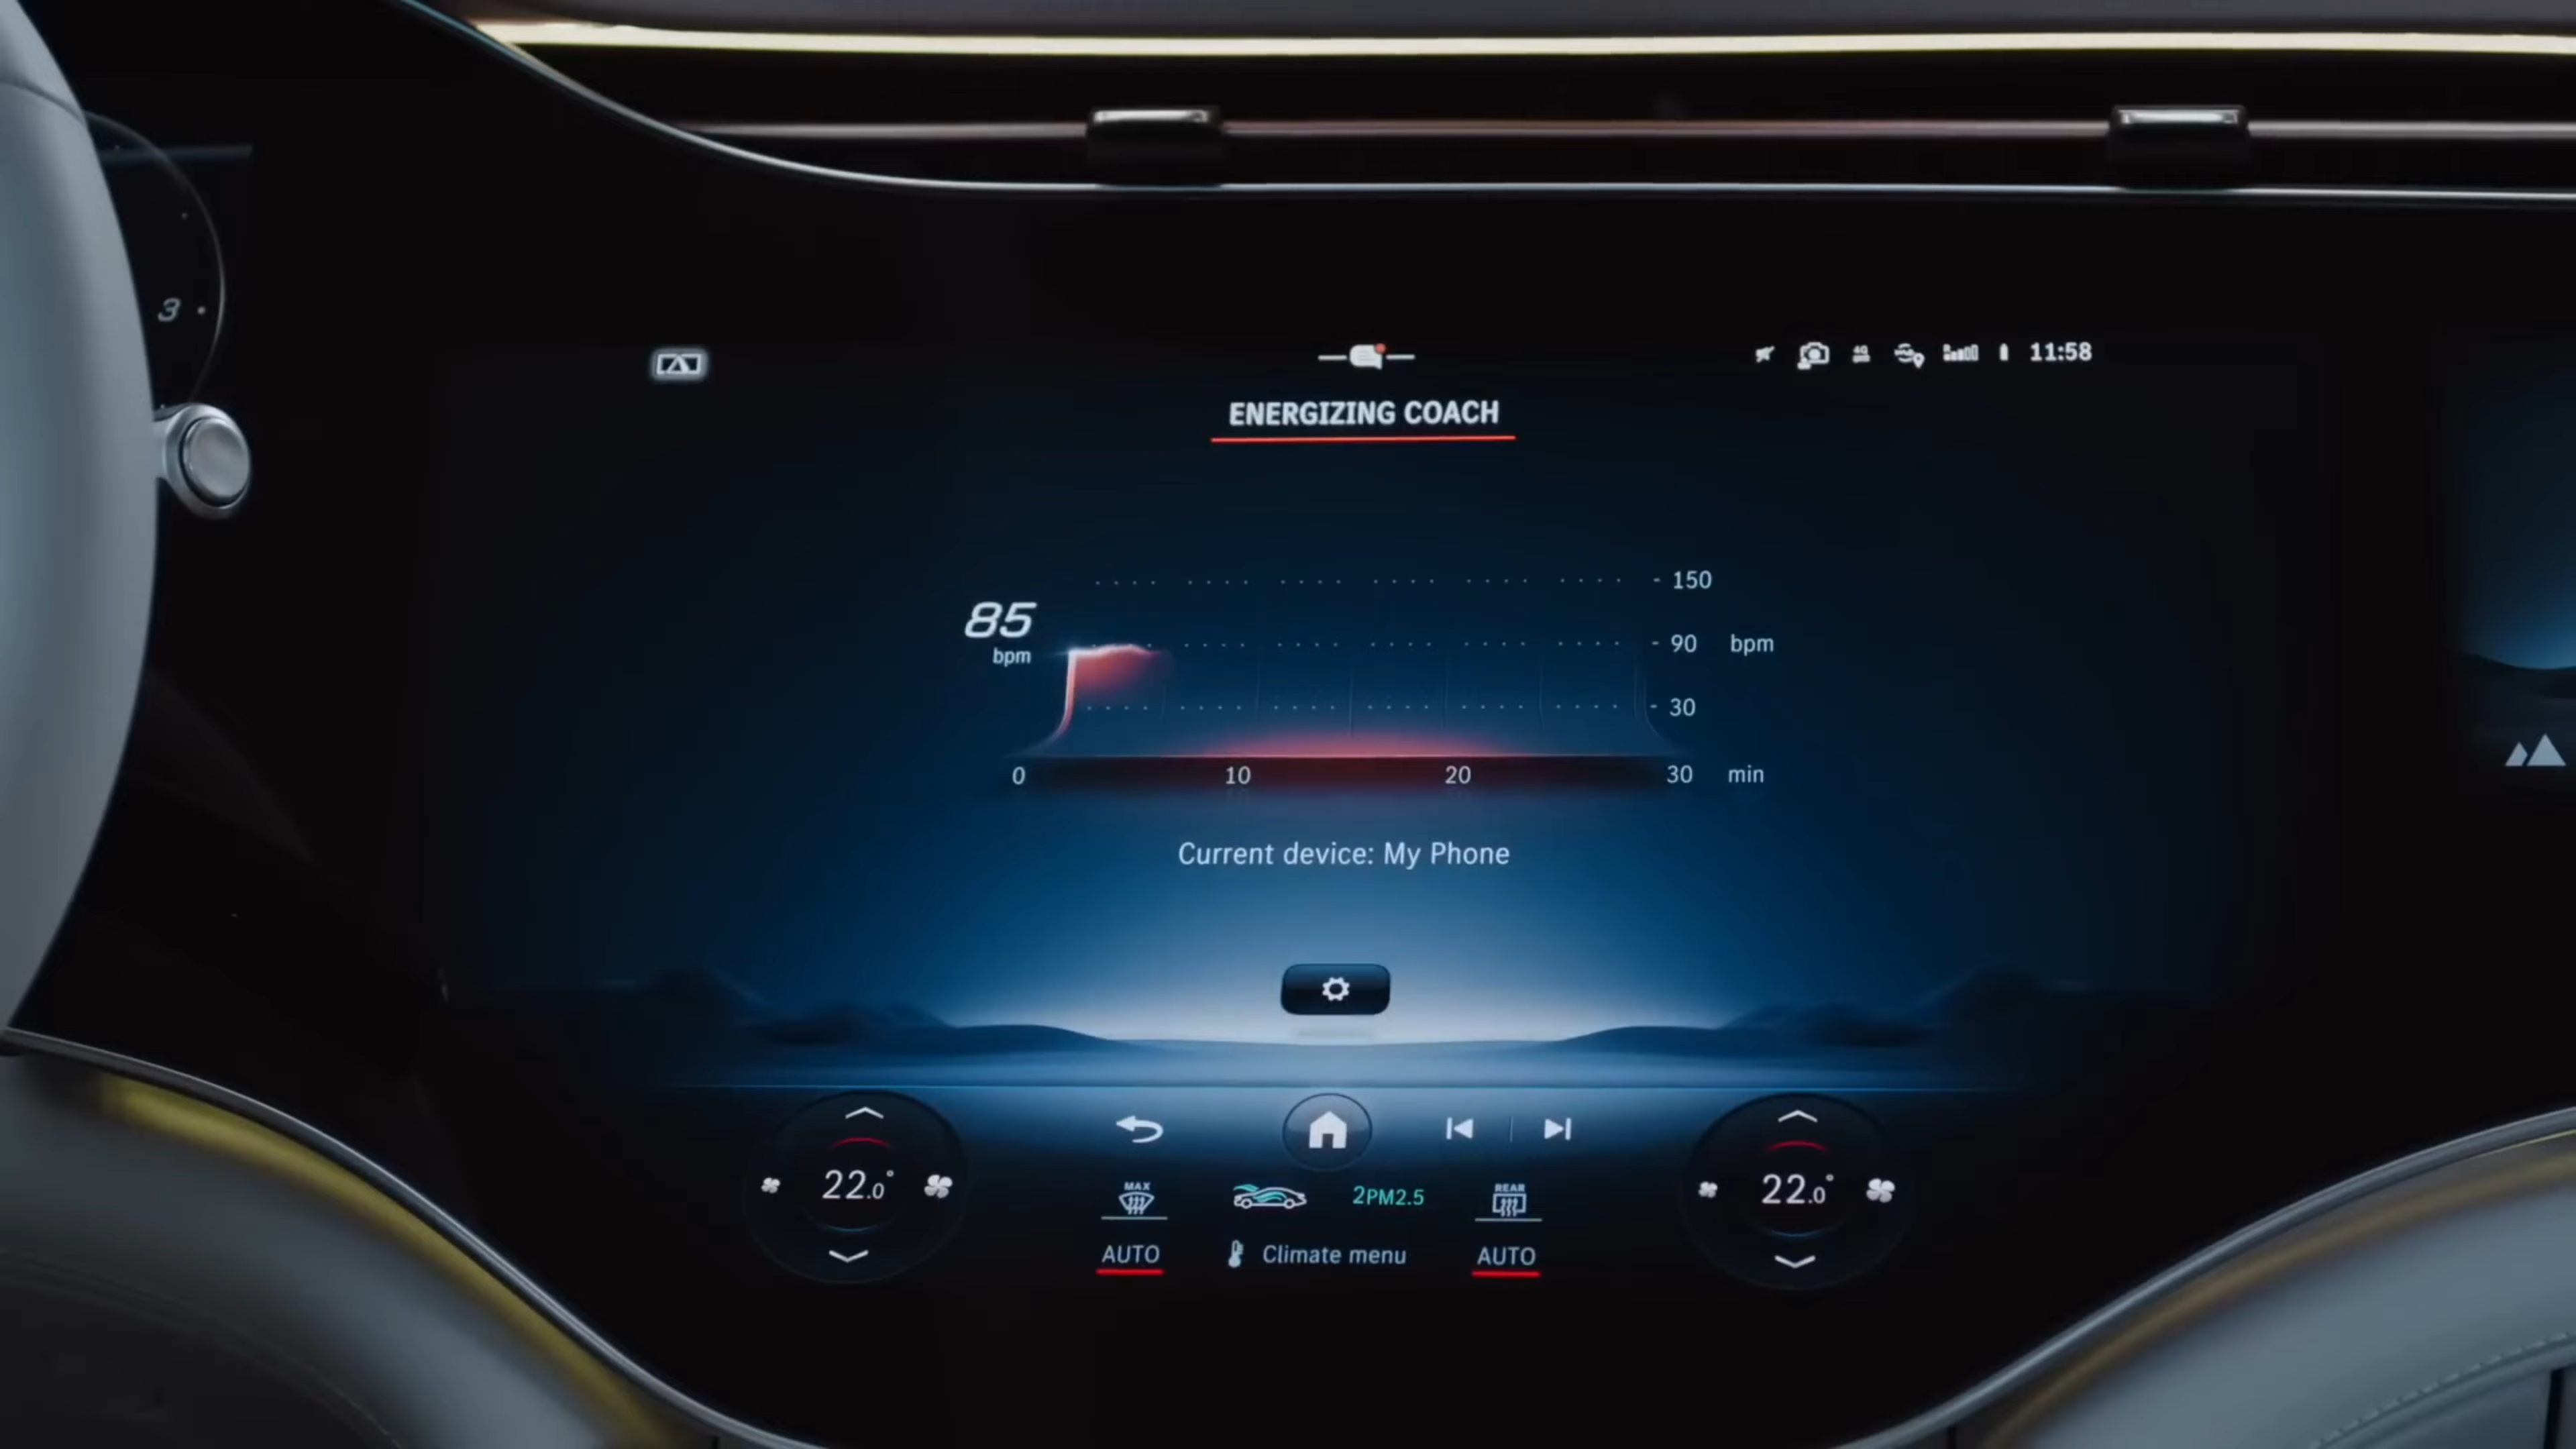 3
11:58
ENERGIZING COACH
150
85
bpm
90 bpm
30
0 10 20 30 min
Current device: My Phone
22.0°
22.0°
MAX
2PM2.5
REAR
AUTO
Climate menu
AUTO